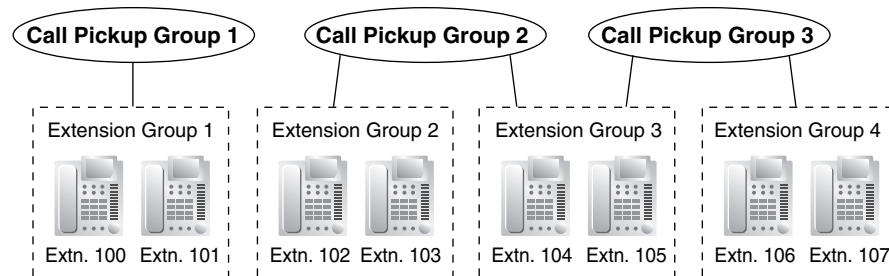 Call Pickup Group 1 Call Pickup Group 2 Call Pickup Group 3
Extension Group 1 Extension Group 2 Extension Group 3 Extension Group 4
Extn. 100 Extn. 101 Extn. 102 Extn. 103 Extn. 104 Extn. 105 Extn. 106 Extn. 107